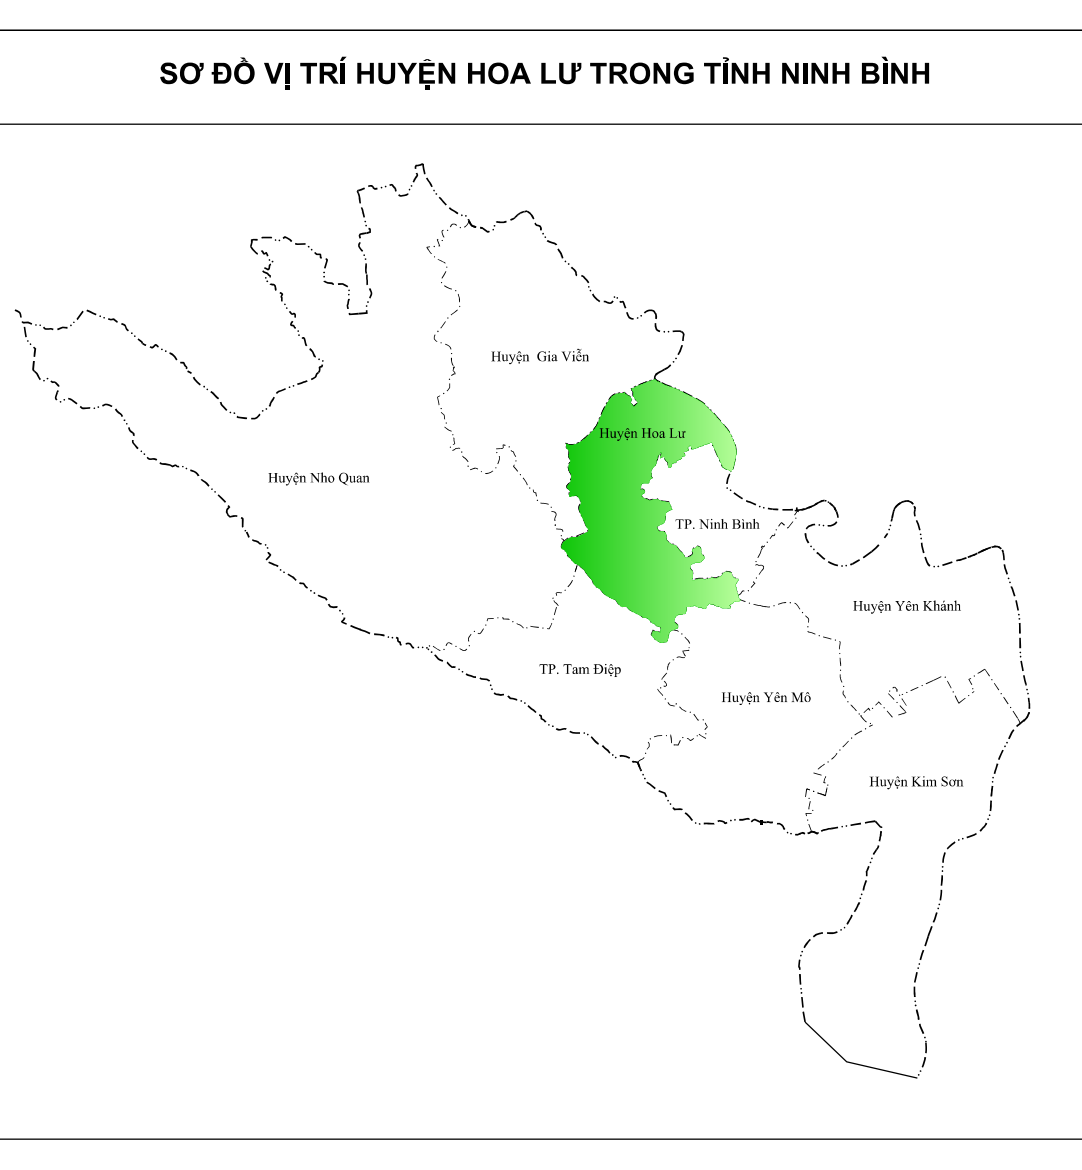 SƠ ĐỒ VỊ TRÍ HUYỆN HOA LƯ TRONG TỈNH NINH BÌNH
Huyện Gia Viễn
Huyện Hoa Lư
Huyện Nho Quan
TP. Ninh Bình
Huyện Yên Khánh
TP. Tam Điệp
Huyện Yên Mô
Huyện Kim Sơn